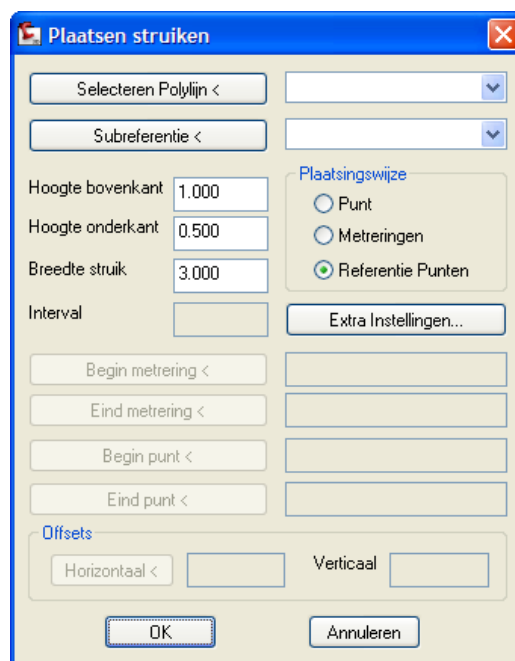 Plaatsen struiken
Selecteren Polylijn <
Subreferentie <
Hoogte bovenkant 1.000
Hoogte onderkant 0.500
Breedte struik 3.000
Interval
Plaatsingswijze
Punt
Metreringen
Referentie Punten
Extra Instellingen...
Begin metrering <
Eind metrering <
Begin punt <
Eind punt <
Offsets
Horizontaal <
Verticaal
OK
Annuleren